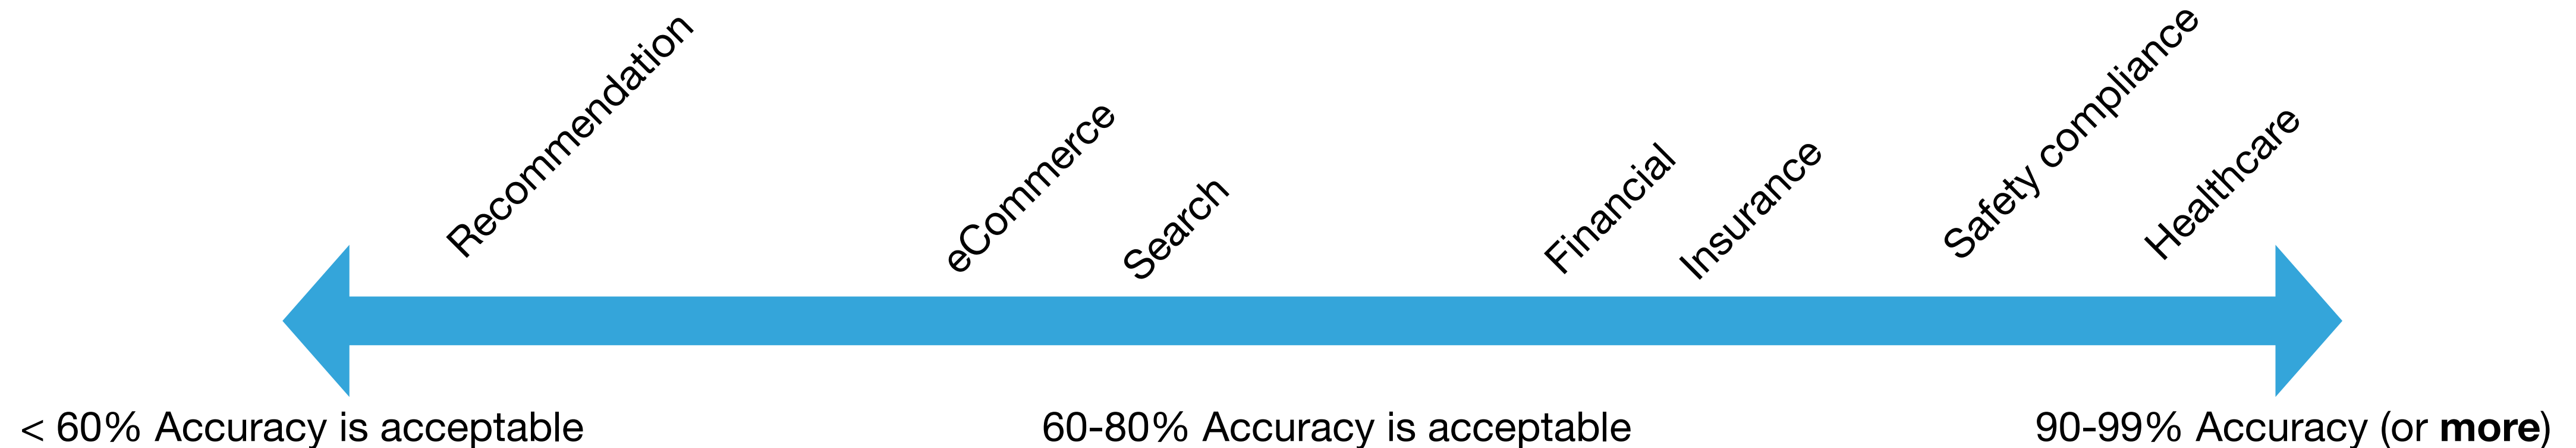 Recommendation
eCommerce
Search
Financial
Insurance
Safety compliance
Healthcare
< 60% Accuracy is acceptable
60-80% Accuracy is acceptable
90-99% Accuracy (or more)